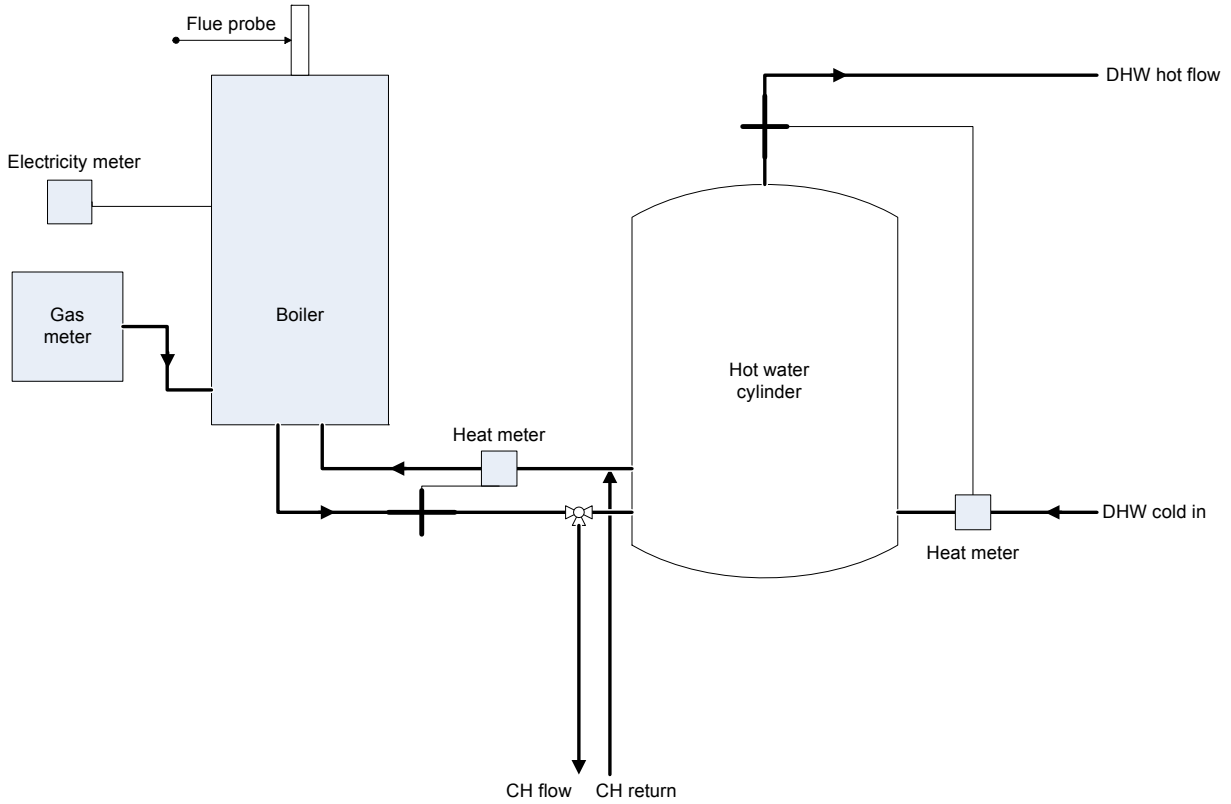 Flue probe
DHW hot flow
Electricity meter
Gas
meter
Boiler
Hot water
cylinder
Heat meter
DHW cold in
Heat meter
CH flow
CH return